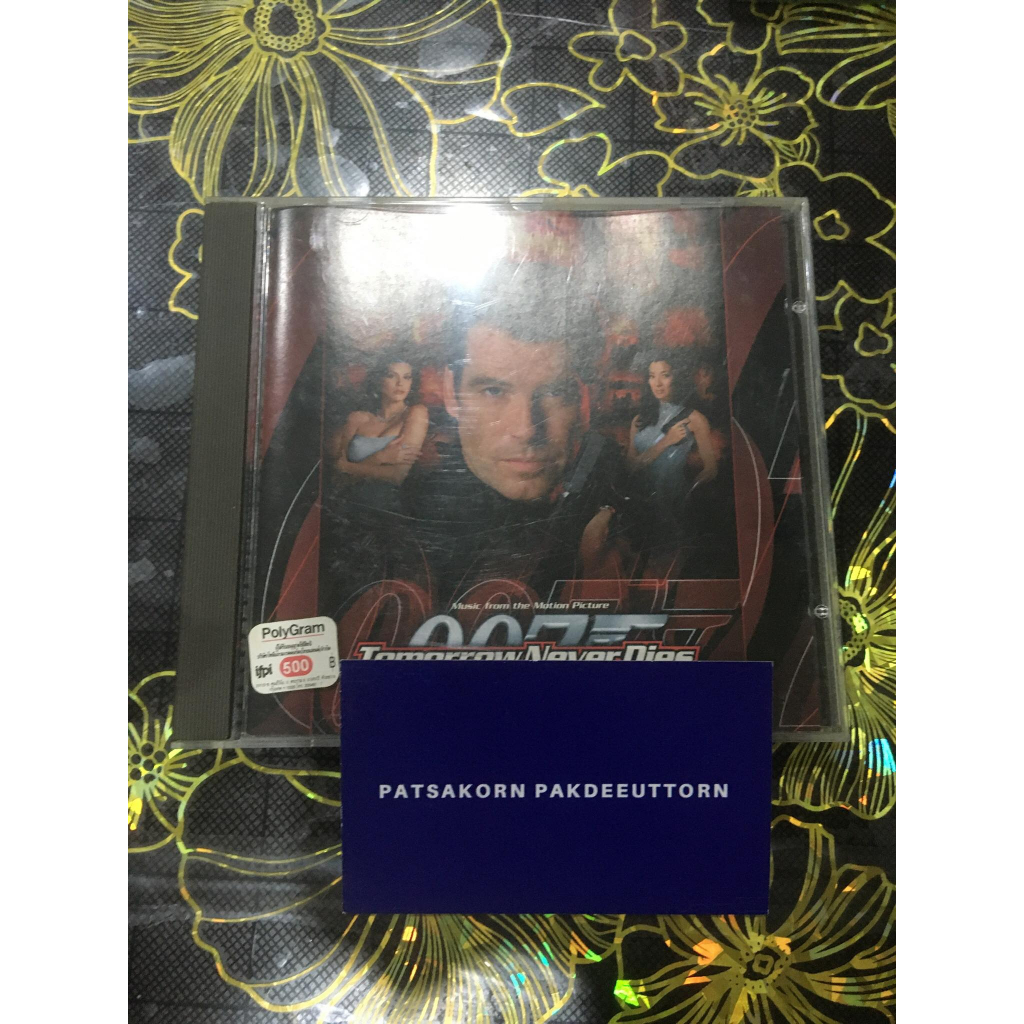 Music from the Motion Picture
007
Tomorrow Never Dies
PolyGram
ifpi 500 B
PATSAKORN PAKDEEUTTORN